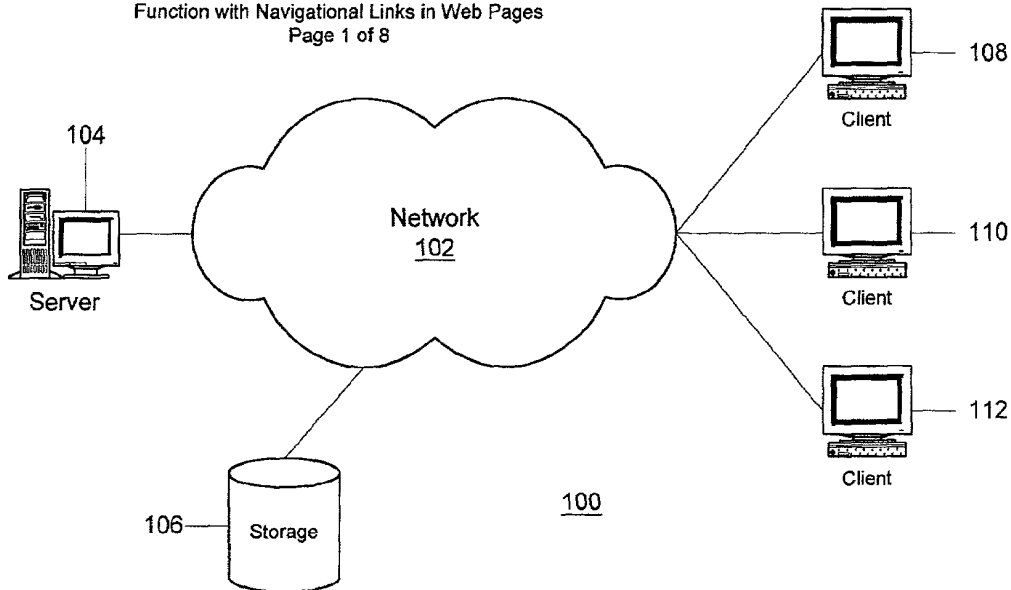 Function with Navigational Links in Web Pages
Page 1 of 8
108
Client
104
Network
102
110
Client
Server
112
Client
106
Storage
100